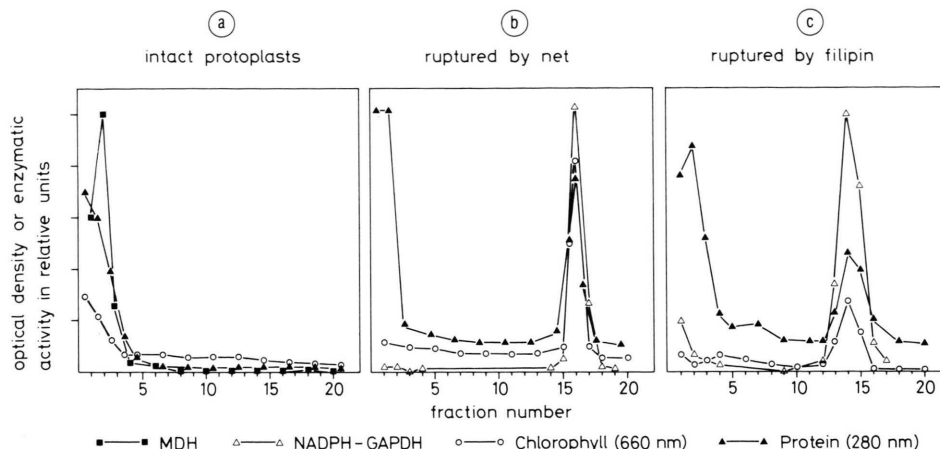 a
b
c
intact protoplasts
ruptured by net
ruptured by filipin
optical density or enzymatic
activity in relative units
5 10 15 20
5 10 15 20
5 10 15 20
fraction number
MDH
NADPH-GAPDH
Chlorophyll (660 nm)
Protein (280 nm)